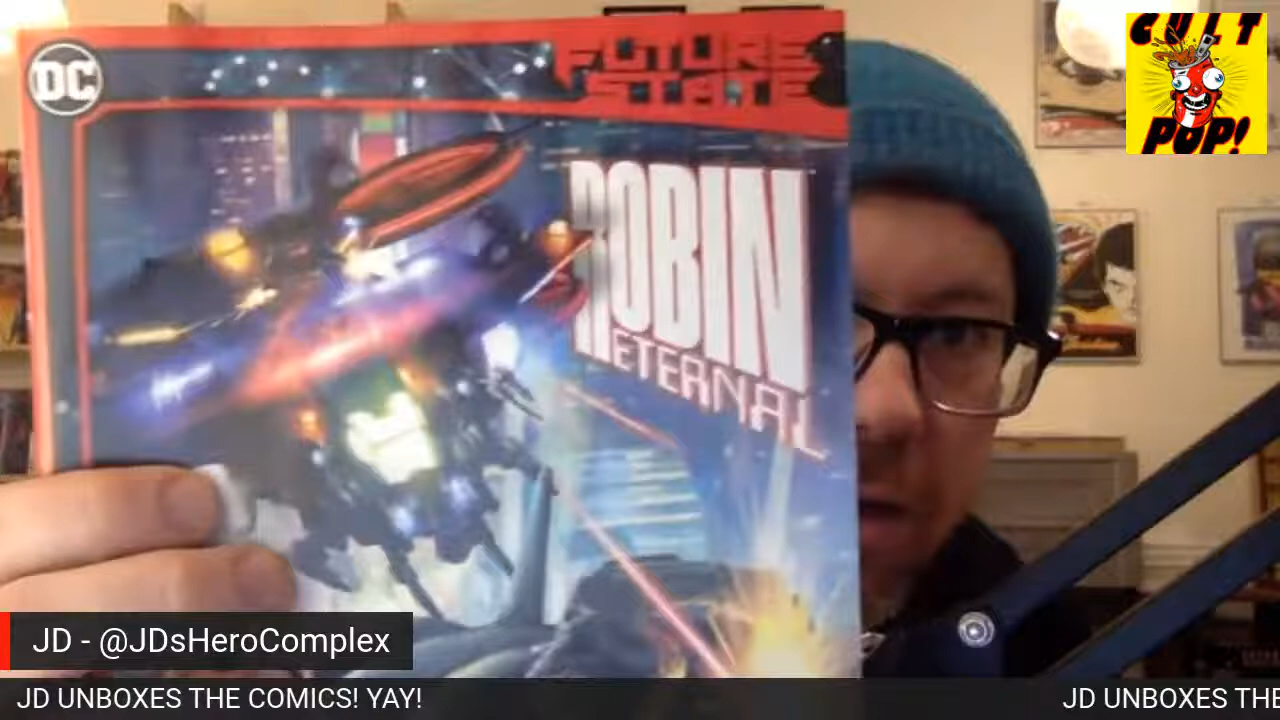 DC
FUTURE
STATE
CULT
POP!
ROBIN
ETERNAL
JD - @JDsHeroComplex
JD UNBOXES THE COMICS! YAY!
JD UNBOXES THE